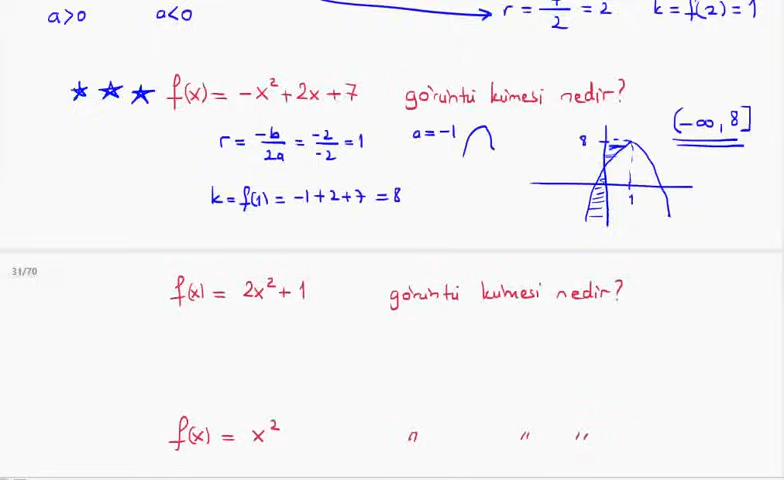 a>0 a<0 r = 4/2 = 2 k = f(2) = 1
★ ★ ★ f(x) = -x² + 2x + 7 görüntü kümesi nedir?
r = -b/2a = -2/-2 = 1 a = -1 8 1 (-∞, 8]
k = f(1) = -1 + 2 + 7 = 8
31/70
f(x) = 2x² + 1 görüntü kümesi nedir?
f(x) = x² " " "